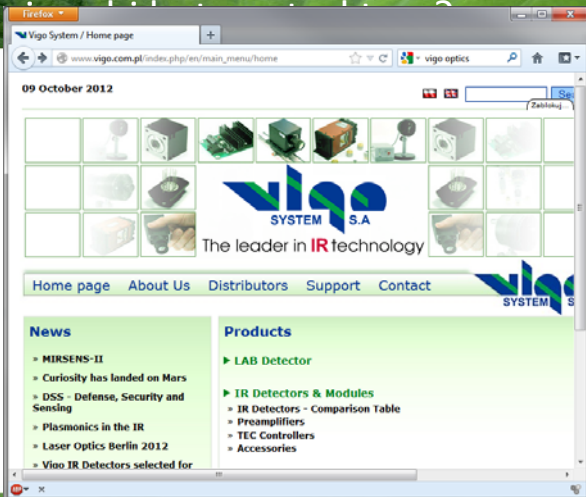 Firefox
Vigo System / Home page
www.vigo.com.pl/index.php/en/main_menu/home
vigo optics
09 October 2012
Zablokuj...
vigo
SYSTEM S.A
The leader in IR technology
Home page About Us Distributors Support Contact
SYSTEM
News
» MIRSENS-II
» Curiosity has landed on Mars
» DSS - Defense, Security and
Sensing
» Plasmonics in the IR
» Laser Optics Berlin 2012
» Vigo IR Detectors selected for
Products
LAB Detector
IR Detectors & Modules
» IR Detectors - Comparison Table
» Preamplifiers
» TEC Controllers
» Accessories